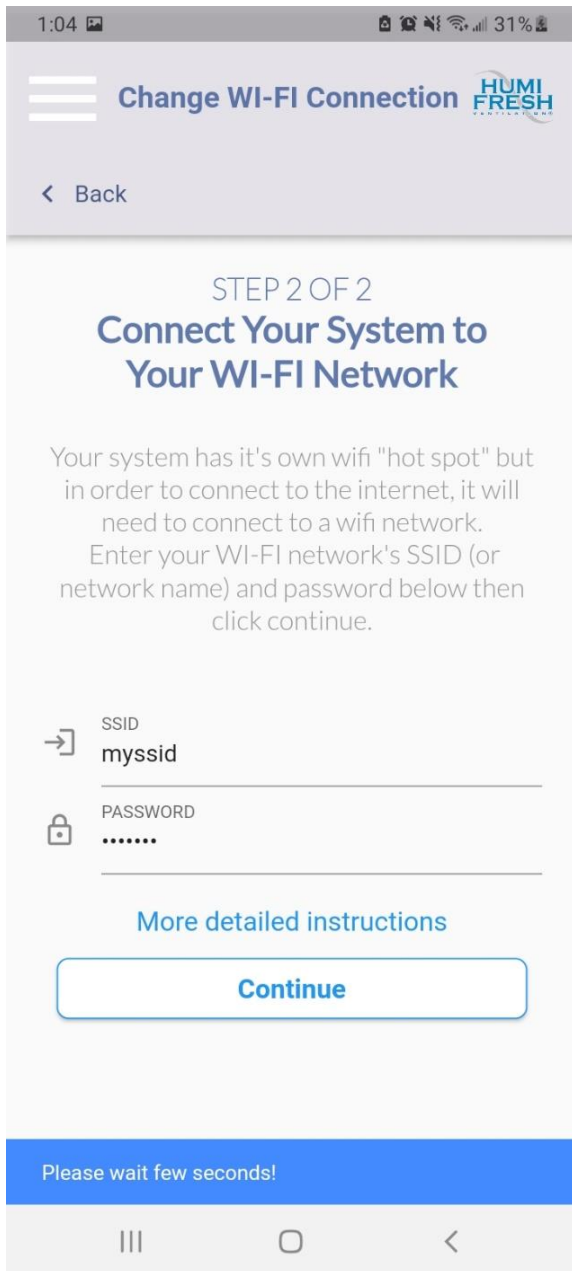 1:04 31%
Change WI-FI Connection
HUMI
FRESH
VENTILATION
Back
STEP 2 OF 2
Connect Your System to
Your WI-FI Network
Your system has it's own wifi "hot spot" but
in order to connect to the internet, it will
need to connect to a wifi network.
Enter your WI-FI network's SSID (or
network name) and password below then
click continue.
SSID
myssid
PASSWORD
•••••••
More detailed instructions
Continue
Please wait few seconds!